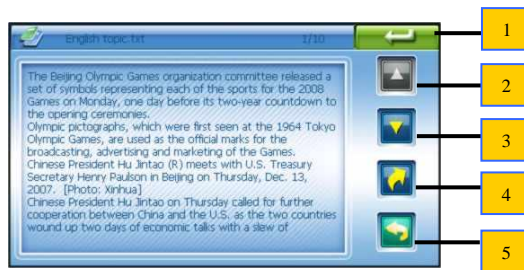 English topic.txt 1/10
The Beijing Olympic Games organization committee released a
set of symbols representing each of the sports for the 2008
Games on Monday, one day before its two-year countdown to
the opening ceremonies.
Olympic pictographs, which were first seen at the 1964 Tokyo
Olympic Games, are used as the official marks for the
broadcasting, advertising and marketing of the Games.
Chinese President Hu Jintao (R) meets with U.S. Treasury
Secretary Henry Paulson in Beijing on Thursday, Dec. 13,
2007. [Photo: Xinhua]
Chinese President Hu Jintao on Thursday called for further
cooperation between China and the U.S. as the two countries
wound up two days of economic talks with a slew of
1
2
3
4
5